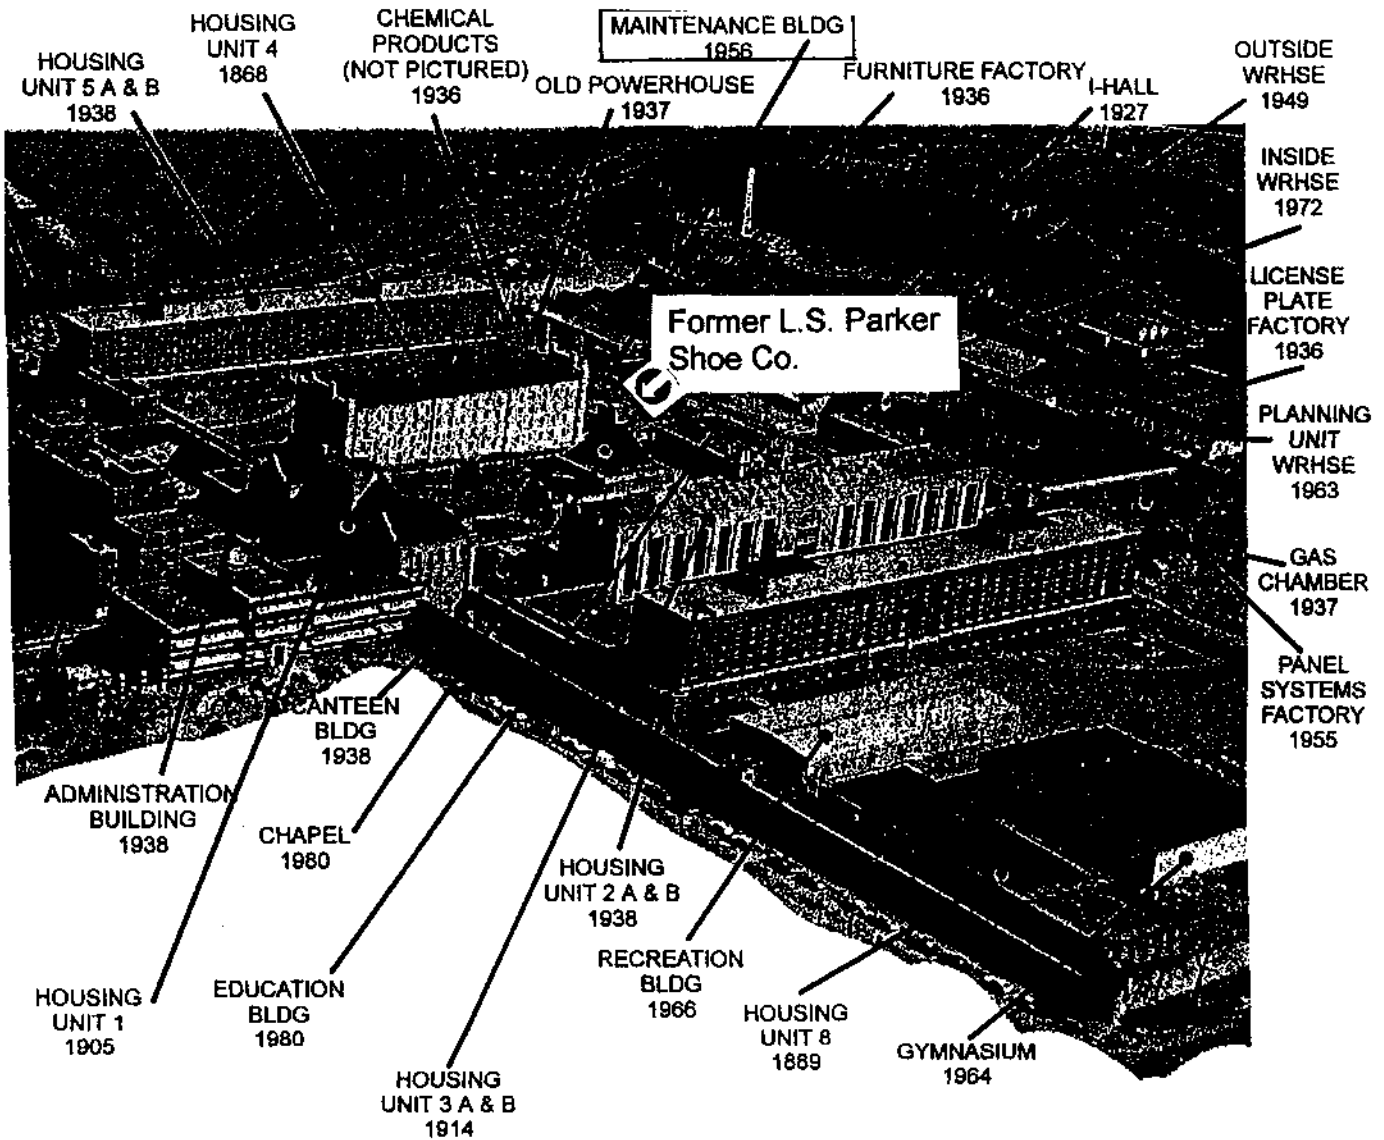 HOUSING
UNIT 5 A & B
1938
HOUSING
UNIT 4
1868
CHEMICAL
PRODUCTS
(NOT PICTURED)
1936
OLD POWERHOUSE
1937
MAINTENANCE BLDG
1956
FURNITURE FACTORY
1936
I-HALL
1927
OUTSIDE
WRHSE
1949
INSIDE
WRHSE
1972
LICENSE
PLATE
FACTORY
1936
PLANNING
UNIT
WRHSE
1963
GAS
CHAMBER
1937
PANEL
SYSTEMS
FACTORY
1955
Former L.S. Parker
Shoe Co.
CANTEEN
BLDG
1938
ADMINISTRATION
BUILDING
1938
CHAPEL
1980
HOUSING
UNIT 2 A & B
1938
RECREATION
BLDG
1966
HOUSING
UNIT 1
1905
EDUCATION
BLDG
1980
HOUSING
UNIT 8
1889
GYMNASIUM
1964
HOUSING
UNIT 3 A & B
1914